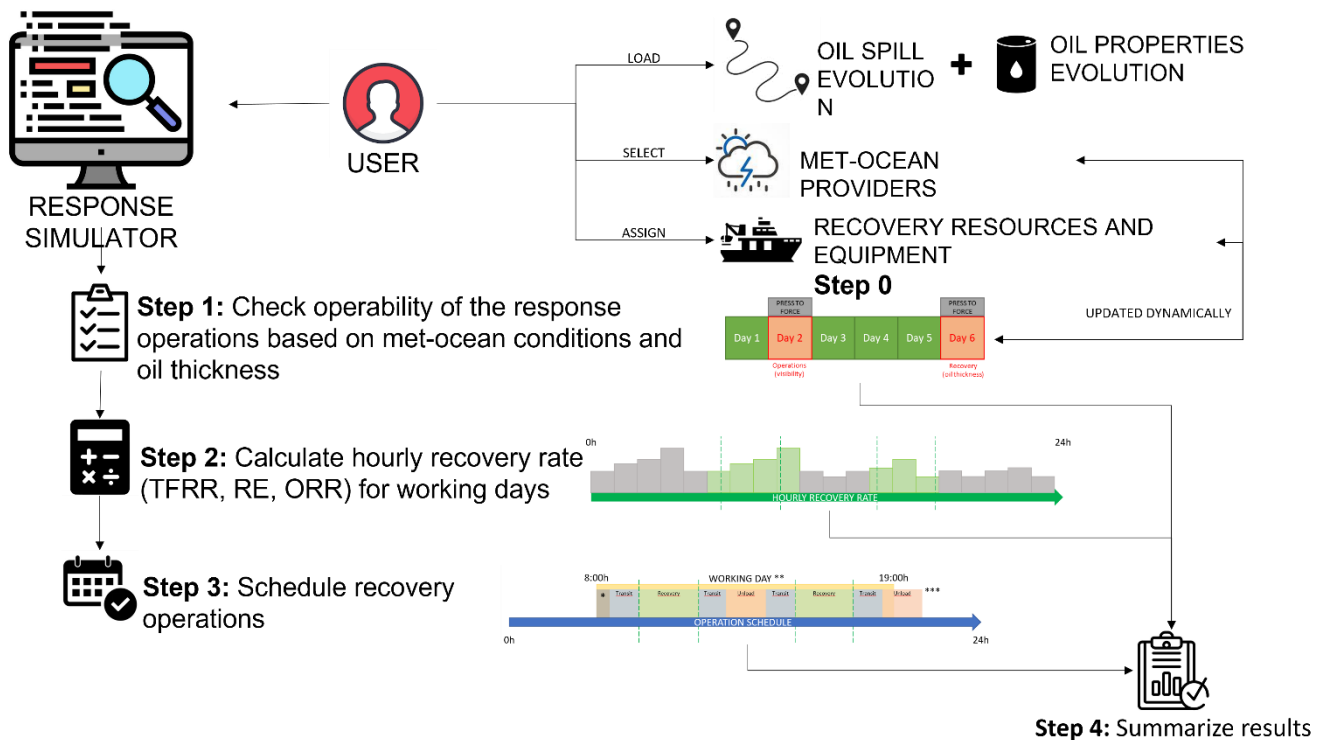 LOAD
OIL SPILL
EVOLUTIO
N
+
OIL PROPERTIES
EVOLUTION
USER
SELECT
MET-OCEAN
PROVIDERS
RESPONSE
SIMULATOR
ASSIGN
RECOVERY RESOURCES AND
EQUIPMENT
Step 0
Step 1: Check operability of the response
operations based on met-ocean conditions and
oil thickness
PRESS TO
FORCE
PRESS TO
FORCE
UPDATED DYNAMICALLY
Day 1
Day 2
Day 3
Day 4
Day 5
Day 6
Operations
(visibility)
Recovery
(oil thickness)
Step 2: Calculate hourly recovery rate
(TFRR, RE, ORR) for working days
0h
24h
HOURLY RECOVERY RATE
Step 3: Schedule recovery
operations
8:00h
WORKING DAY **
19:00h
*
Transit
Recovery
Transit
Unload
Transit
Recovery
Transit
Unload
***
OPERATION SCHEDULE
0h
24h
Step 4: Summarize results